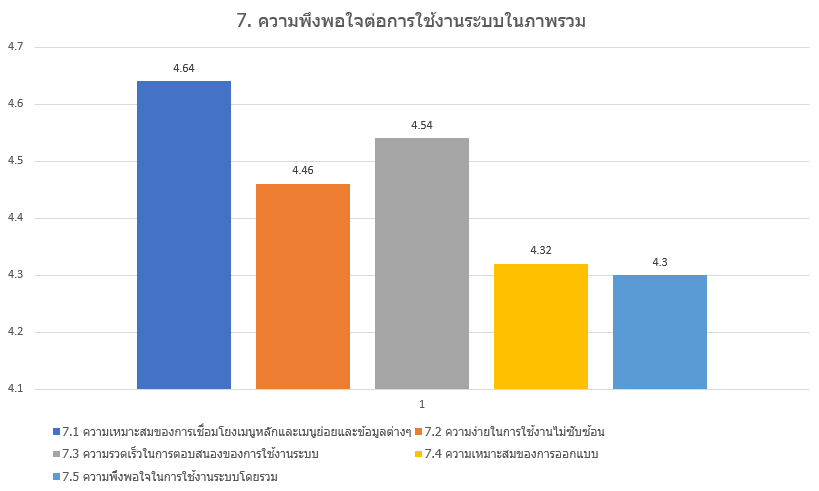 7. ความพึงพอใจต่อการใช้งานระบบในภาพรวม
4.7
4.6
4.5
4.4
4.3
4.2
4.1
4.64
4.46
4.54
4.32
4.3
1
7.1 ความเหมาะสมของการเชื่อมโยงเมนูหลักและเมนูย่อยและข้อมูลต่างๆ
7.2 ความง่ายในการใช้งานไม่ซับซ้อน
7.3 ความรวดเร็วในการตอบสนองของการใช้งานระบบ
7.4 ความเหมาะสมของการออกแบบ
7.5 ความพึงพอใจในการใช้งานระบบโดยรวม